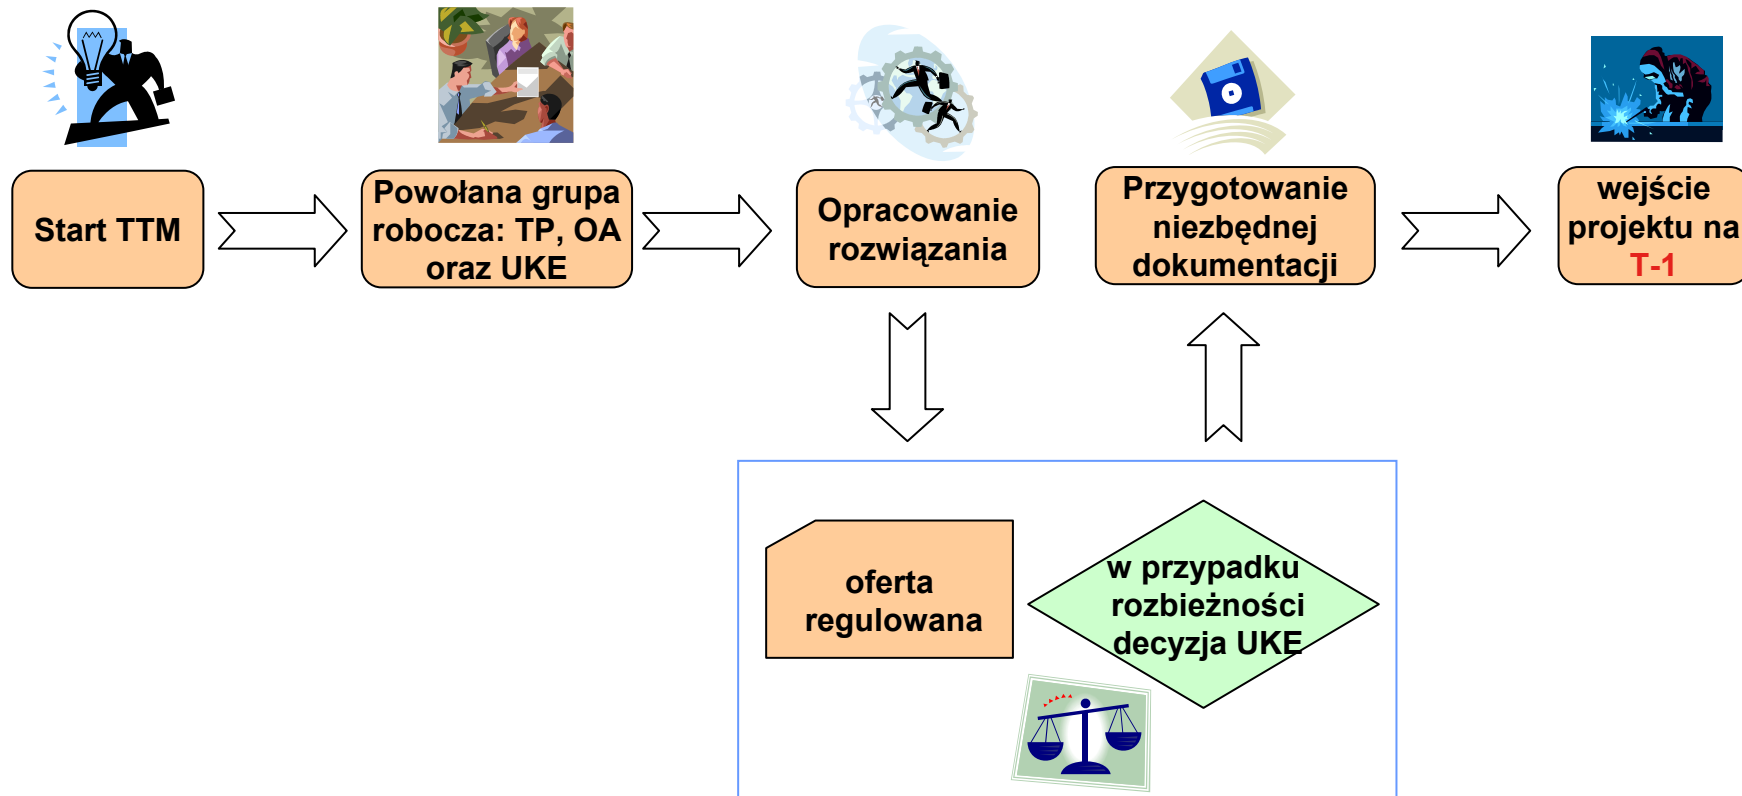 Start TTM
Powołana grupa
robocza: TP, OA
oraz UKE
Opracowanie
rozwiązania
Przygotowanie
niezbędnej
dokumentacji
wejście
projektu na
T-1
oferta
regulowana
w przypadku
rozbieżności
decyzja UKE